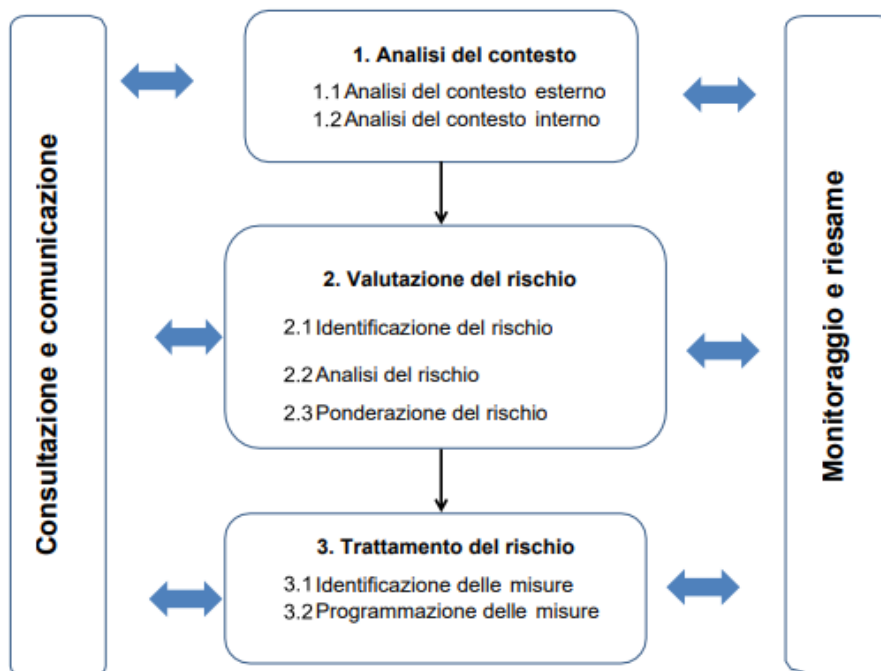 Consultazione e comunicazione
1. Analisi del contesto
1.1 Analisi del contesto esterno
1.2 Analisi del contesto interno
2. Valutazione del rischio
2.1 Identificazione del rischio
2.2 Analisi del rischio
2.3 Ponderazione del rischio
3. Trattamento del rischio
3.1 Identificazione delle misure
3.2 Programmazione delle misure
Monitoraggio e riesame